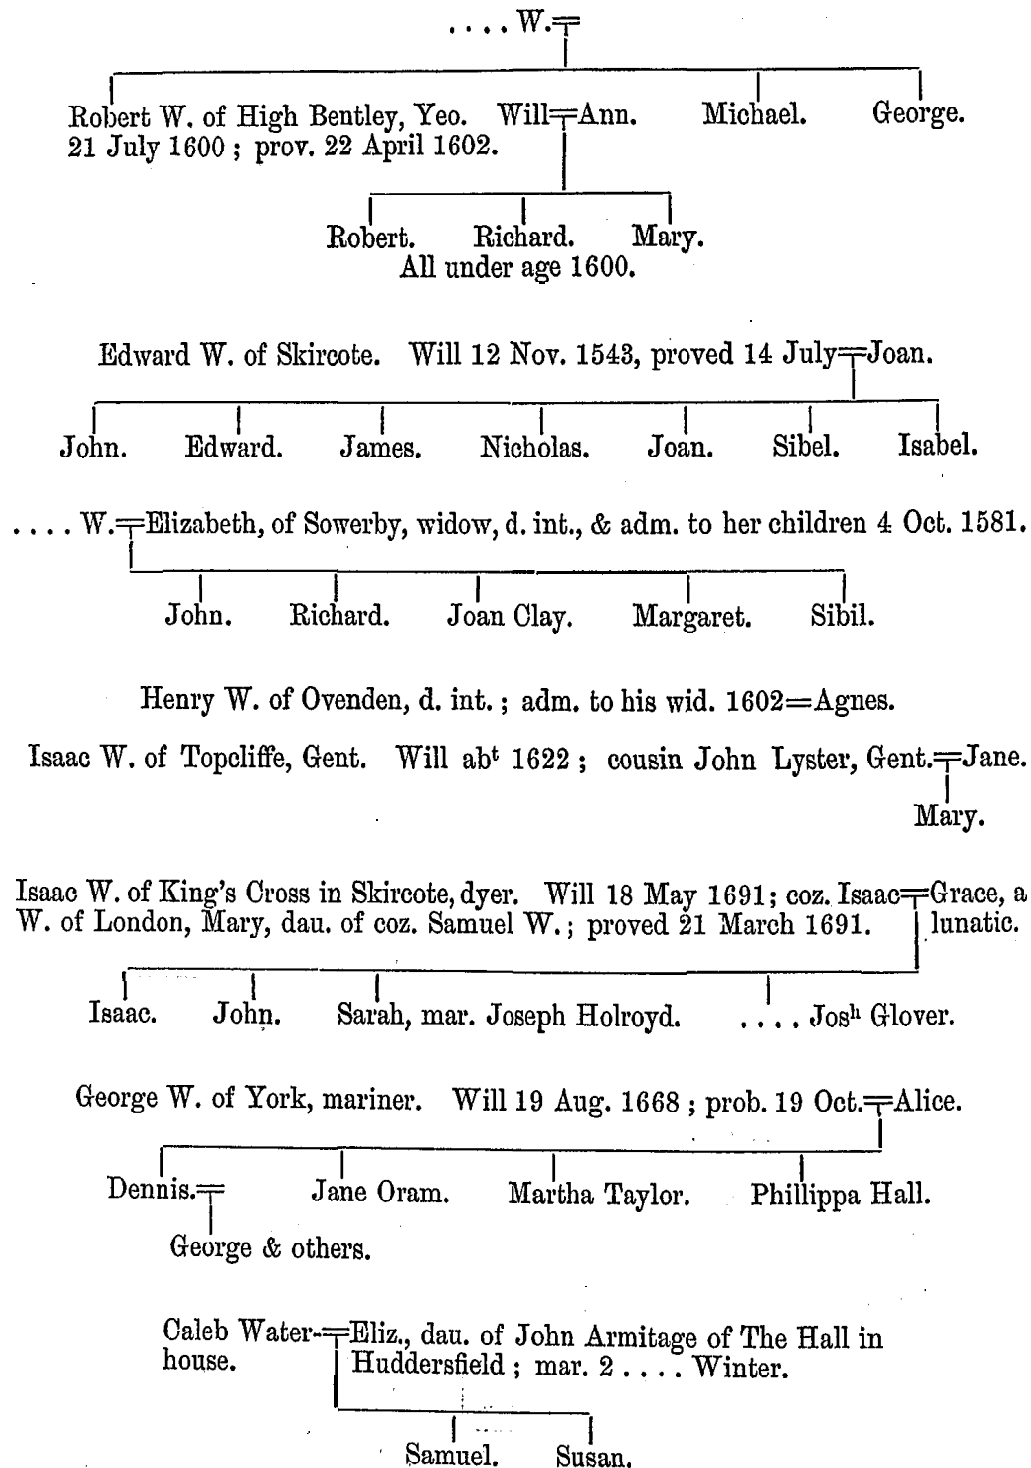 . . . . W.
Robert W. of High Bentley, Yeo. Will=Ann. Michael. George.
21 July 1600 ; prov. 22 April 1602.
Robert. Richard. Mary.
All under age 1600.
Edward W. of Skircote. Will 12 Nov. 1543, proved 14 July=Joan.
John. Edward. James. Nicholas. Joan. Sibel. Isabel.
. . . . W.=Elizabeth, of Sowerby, widow, d. int., & adm. to her children 4 Oct. 1581.
John. Richard. Joan Clay. Margaret. Sibil.
Henry W. of Ovenden, d. int. ; adm. to his wid. 1602=Agnes.
Isaac W. of Topcliffe, Gent. Will abᵗ 1622 ; cousin John Lyster, Gent.=Jane.
Mary.
Isaac W. of King's Cross in Skircote, dyer. Will 18 May 1691; coz. Isaac=Grace, a
W. of London, Mary, dau. of coz. Samuel W. ; proved 21 March 1691. lunatic.
Isaac. John. Sarah, mar. Joseph Holroyd. . . . . Josʰ Glover.
George W. of York, mariner. Will 19 Aug. 1668 ; prob. 19 Oct.=Alice.
Dennis.= Jane Oram. Martha Taylor. Phillippa Hall.
George & others.
Caleb Water-=Eliz., dau. of John Armitage of The Hall in
house. Huddersfield ; mar. 2 . . . . Winter.
Samuel. Susan.